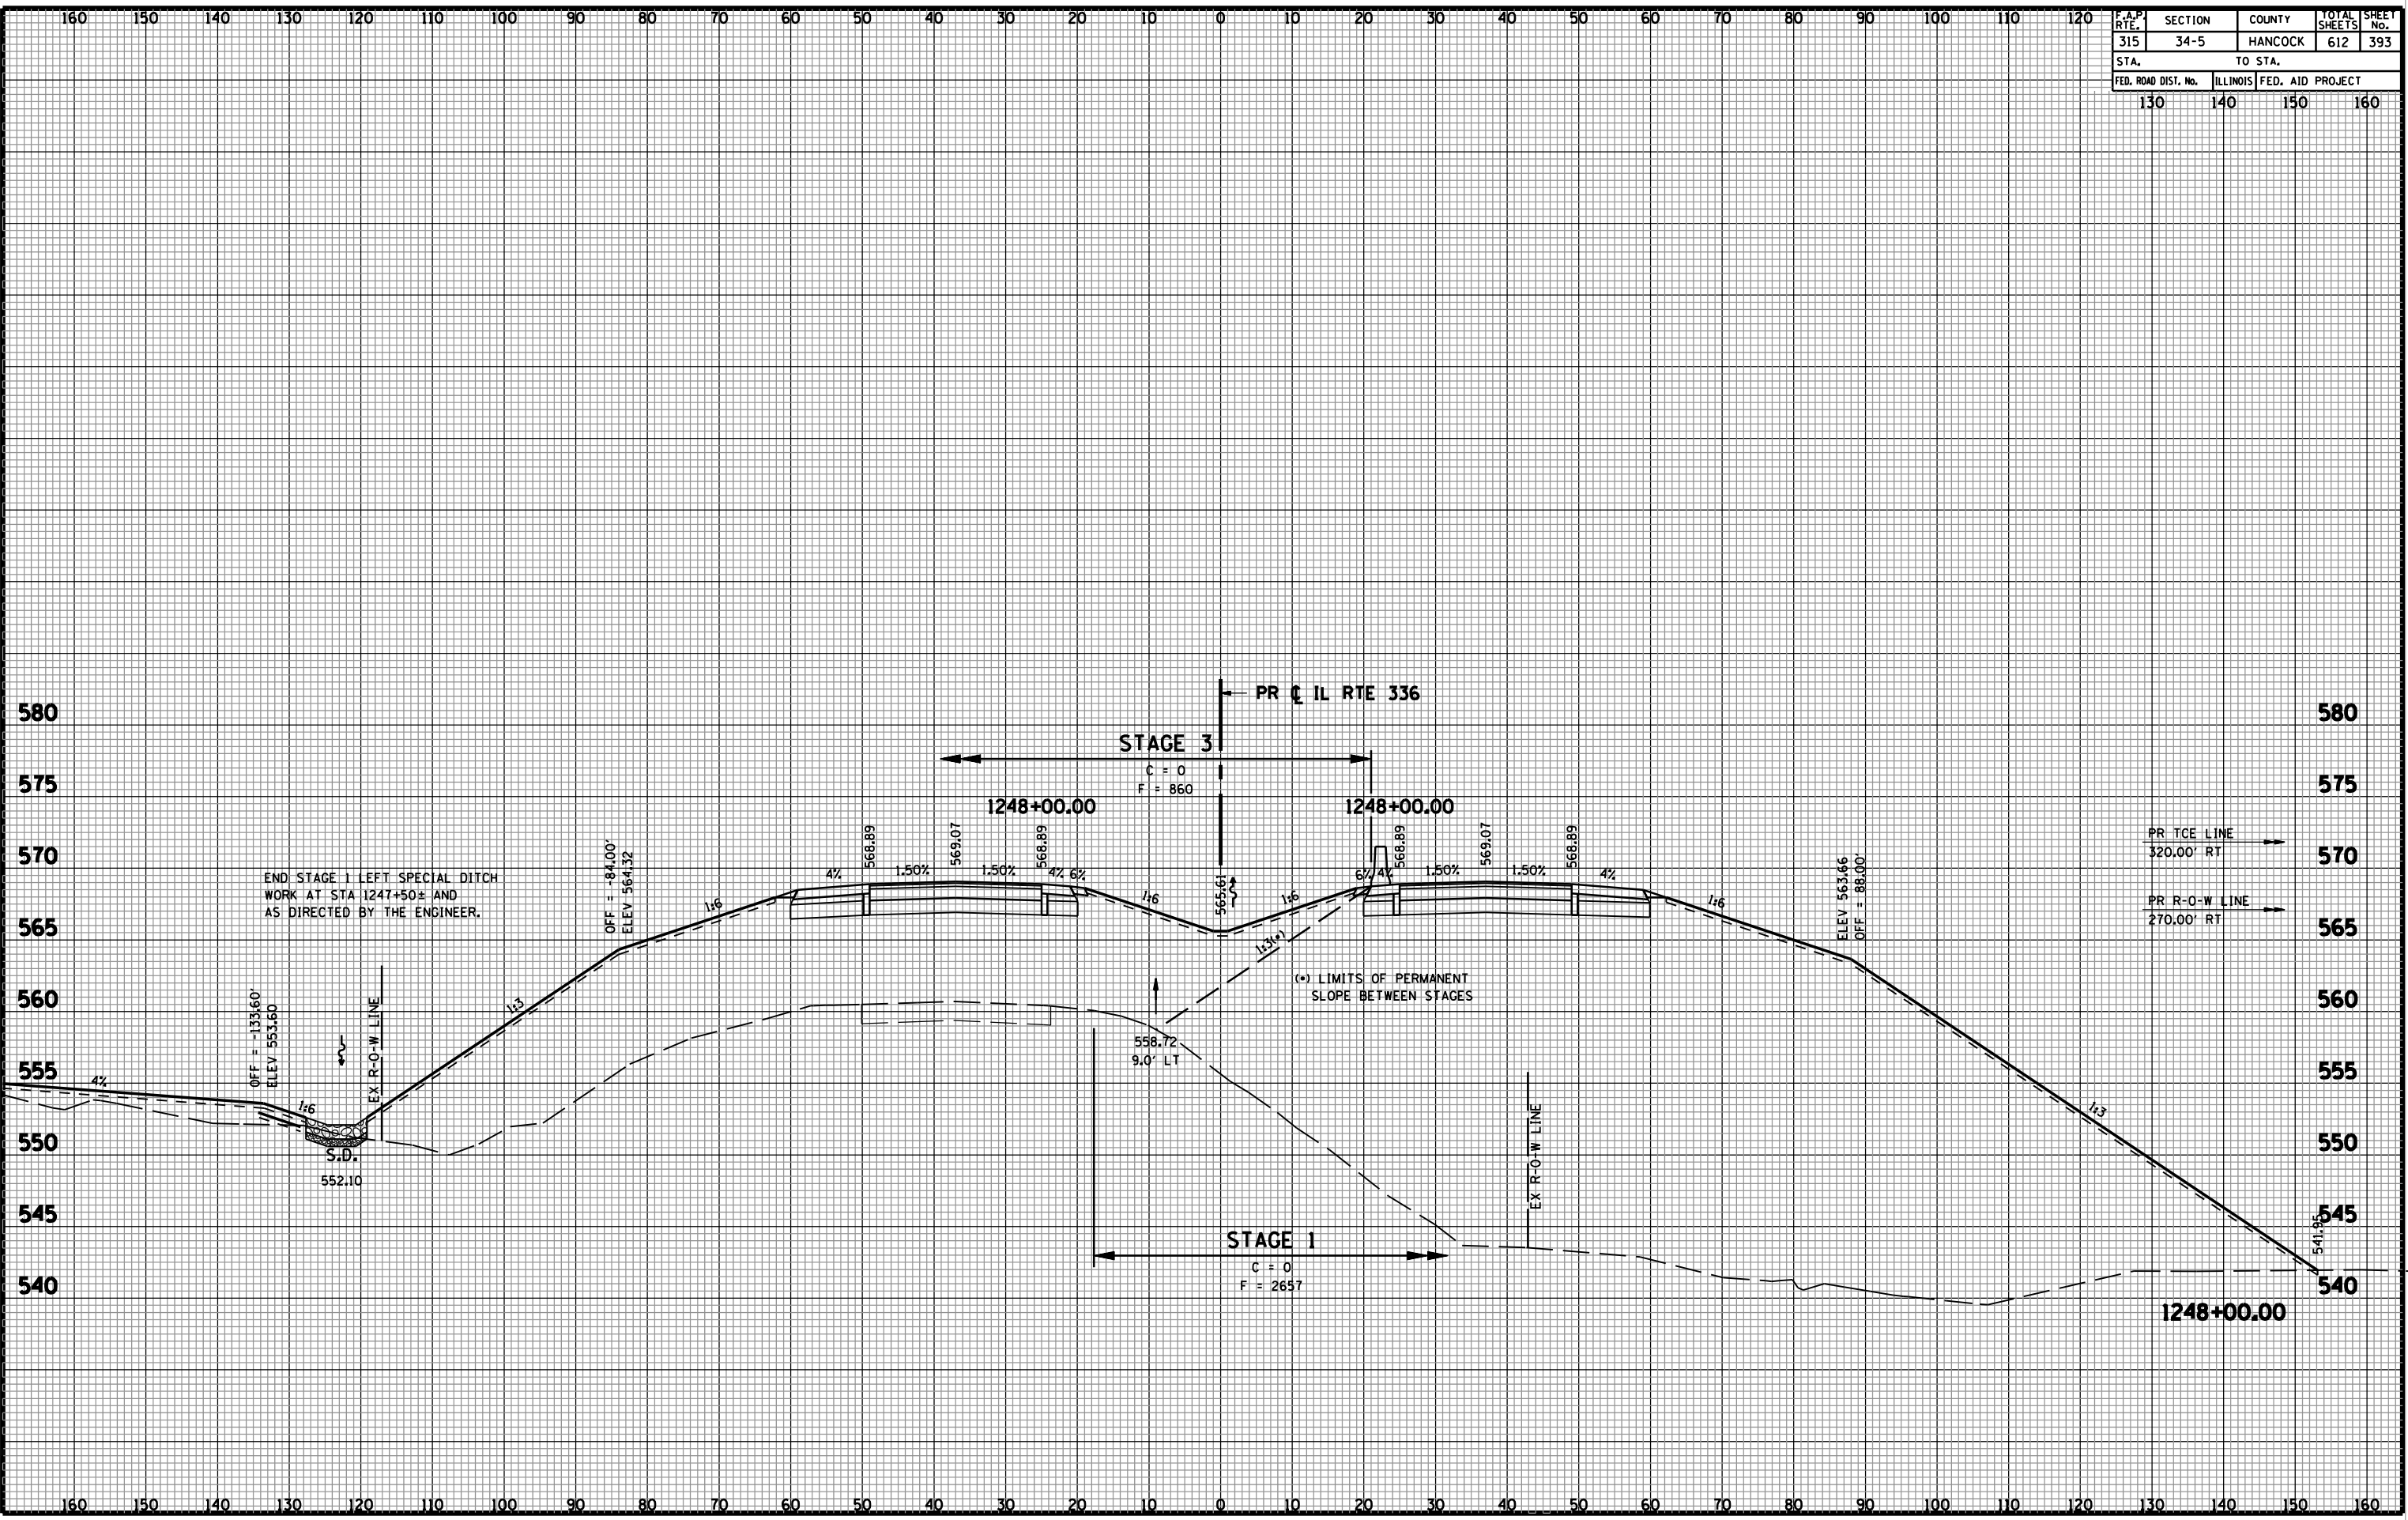 160 150 140 130 120 110 100 90 80 70 60 50 40 30 20 10 0 10 20 30 40 50 60 70 80 90 100 110 120
F.A.P. RTE. SECTION COUNTY TOTAL SHEETS SHEET No.
315 34-5 HANCOCK 612 393
STA. TO STA.
FED. ROAD DIST. No. ILLINOIS FED. AID PROJECT
130 140 150 160
PR ℄ IL RTE 336
580 580
STAGE 3
C = 0
F = 860
575 575
1248+00.00 1248+00.00
568.89 569.07 568.89 568.89 569.07 568.89
PR TCE LINE
320.00' RT
570 570
4% 1.50% 1.50% 4% 6% 6% 4% 1.50% 1.50% 4%
END STAGE 1 LEFT SPECIAL DITCH
WORK AT STA 1247+50± AND
AS DIRECTED BY THE ENGINEER.
OFF = -84.00'
ELEV 564.32
1:6 1:6 565.61 1:6 1:6
ELEV 563.66
OFF = 88.00'
PR R-O-W LINE
270.00' RT
565 565
1:3(•)
(•) LIMITS OF PERMANENT
SLOPE BETWEEN STAGES
560 560
OFF = -133.60'
ELEV 553.60
EX R-O-W LINE
1:3
558.72
9.0' LT
555 555
4% 1:6
EX R-O-W LINE
1:3
550 550
S.D.
552.10
545 545
541.95
STAGE 1
C = 0
F = 2657
540 540
1248+00.00
160 150 140 130 120 110 100 90 80 70 60 50 40 30 20 10 0 10 20 30 40 50 60 70 80 90 100 110 120 130 140 150 160